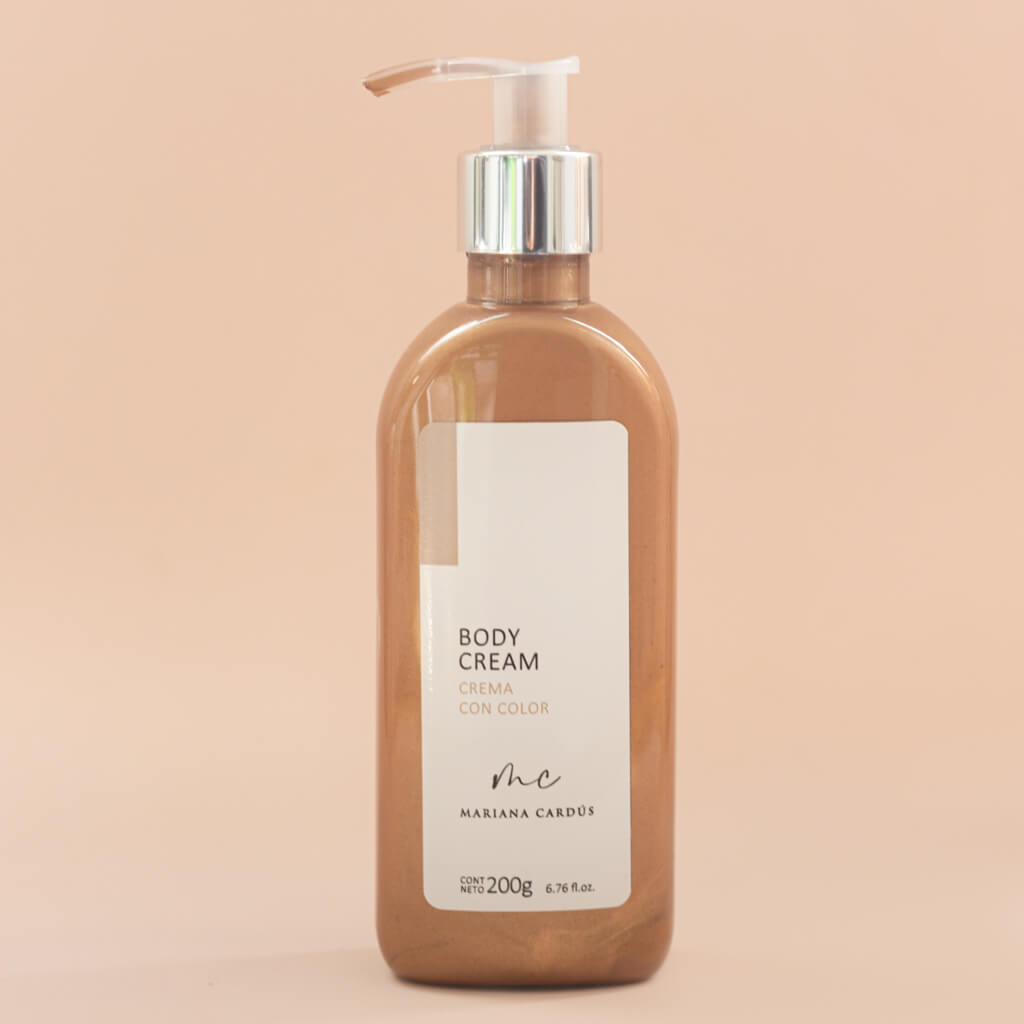 BODY
CREAM
CREMA
CON COLOR
mc
MARIANA CARDÚS
CONT
NETO 200g 6.76 fl.oz.